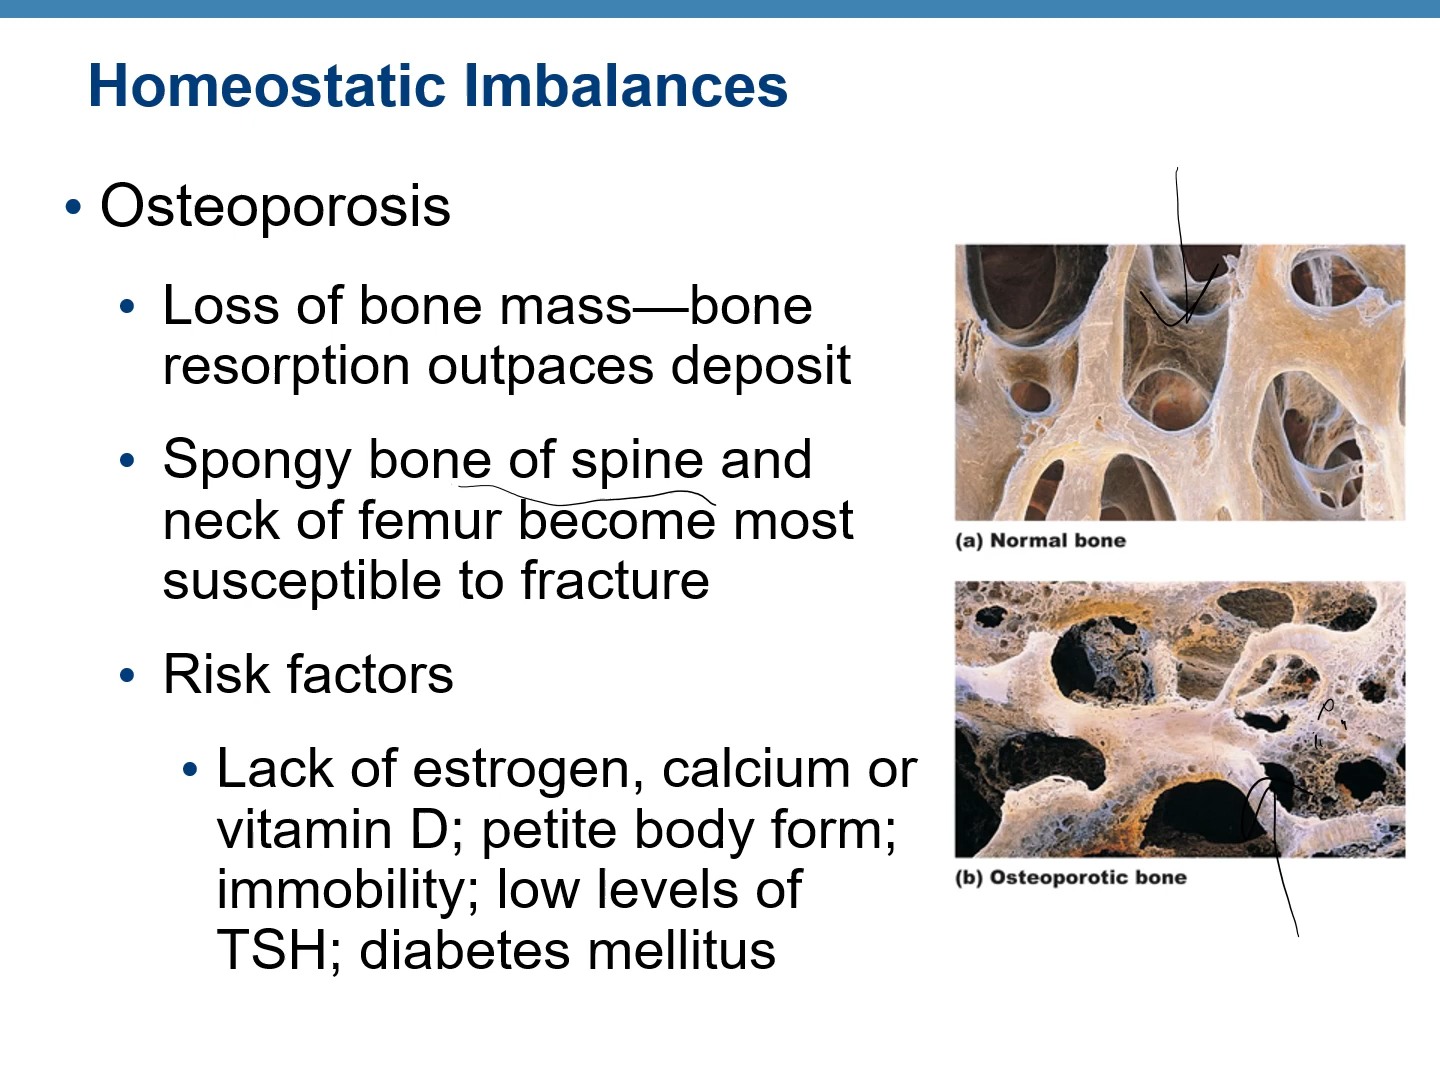 Homeostatic Imbalances
• Osteoporosis
• Loss of bone mass—bone
resorption outpaces deposit
• Spongy bone of spine and
neck of femur become most
susceptible to fracture
• Risk factors
• Lack of estrogen, calcium or
vitamin D; petite body form;
immobility; low levels of
TSH; diabetes mellitus
(a) Normal bone
(b) Osteoporotic bone